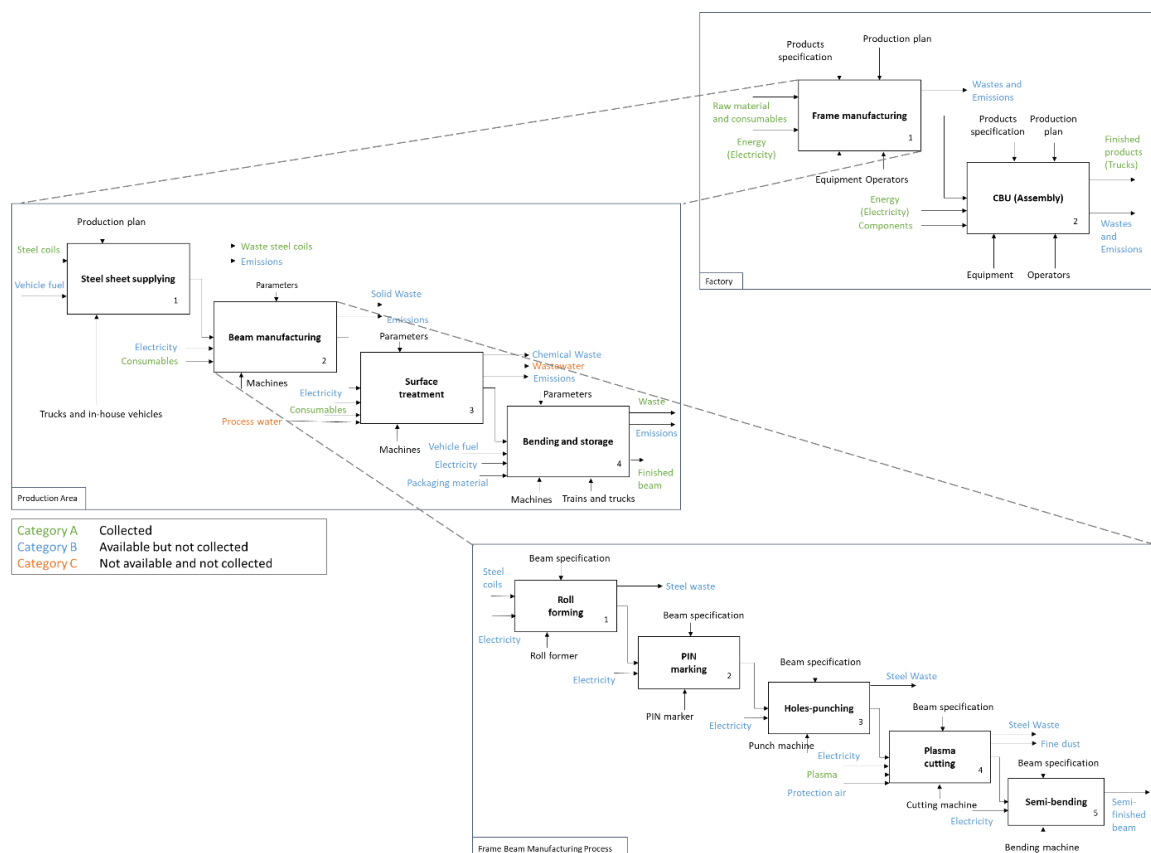 Products
specification
Production plan
Raw material
and consumables
Energy
(Electricity)
Frame manufacturing
1
Wastes and
Emissions
Equipment Operators
Products
specification
Production
plan
Energy
(Electricity)
Components
CBU (Assembly)
2
Finished
products
(Trucks)
Wastes
and
Emissions
Equipment
Operators
Factory
Production plan
Steel coils
Vehicle fuel
Steel sheet supplying
1
Waste steel coils
Emissions
Trucks and in-house vehicles
Parameters
Electricity
Consumables
Beam manufacturing
2
Solid Waste
Emissions
Machines
Parameters
Electricity
Consumables
Process water
Surface
treatment
3
Chemical Waste
Wastewater
Emissions
Machines
Parameters
Vehicle fuel
Electricity
Packaging material
Bending and storage
4
Waste
Emissions
Finished
beam
Machines
Trains and trucks
Production Area
Category A Collected
Category B Available but not collected
Category C Not available and not collected
Beam specification
Steel
coils
Electricity
Roll
forming
1
Steel waste
Roll former
Beam specification
Electricity
PIN
marking
2
PIN marker
Beam specification
Electricity
Holes-punching
3
Steel Waste
Punch machine
Beam specification
Electricity
Plasma
Protection air
Plasma
cutting
4
Steel Waste
Fine dust
Cutting machine
Beam specification
Electricity
Semi-bending
5
Semi-
finished
beam
Bending machine
Frame Beam Manufacturing Process